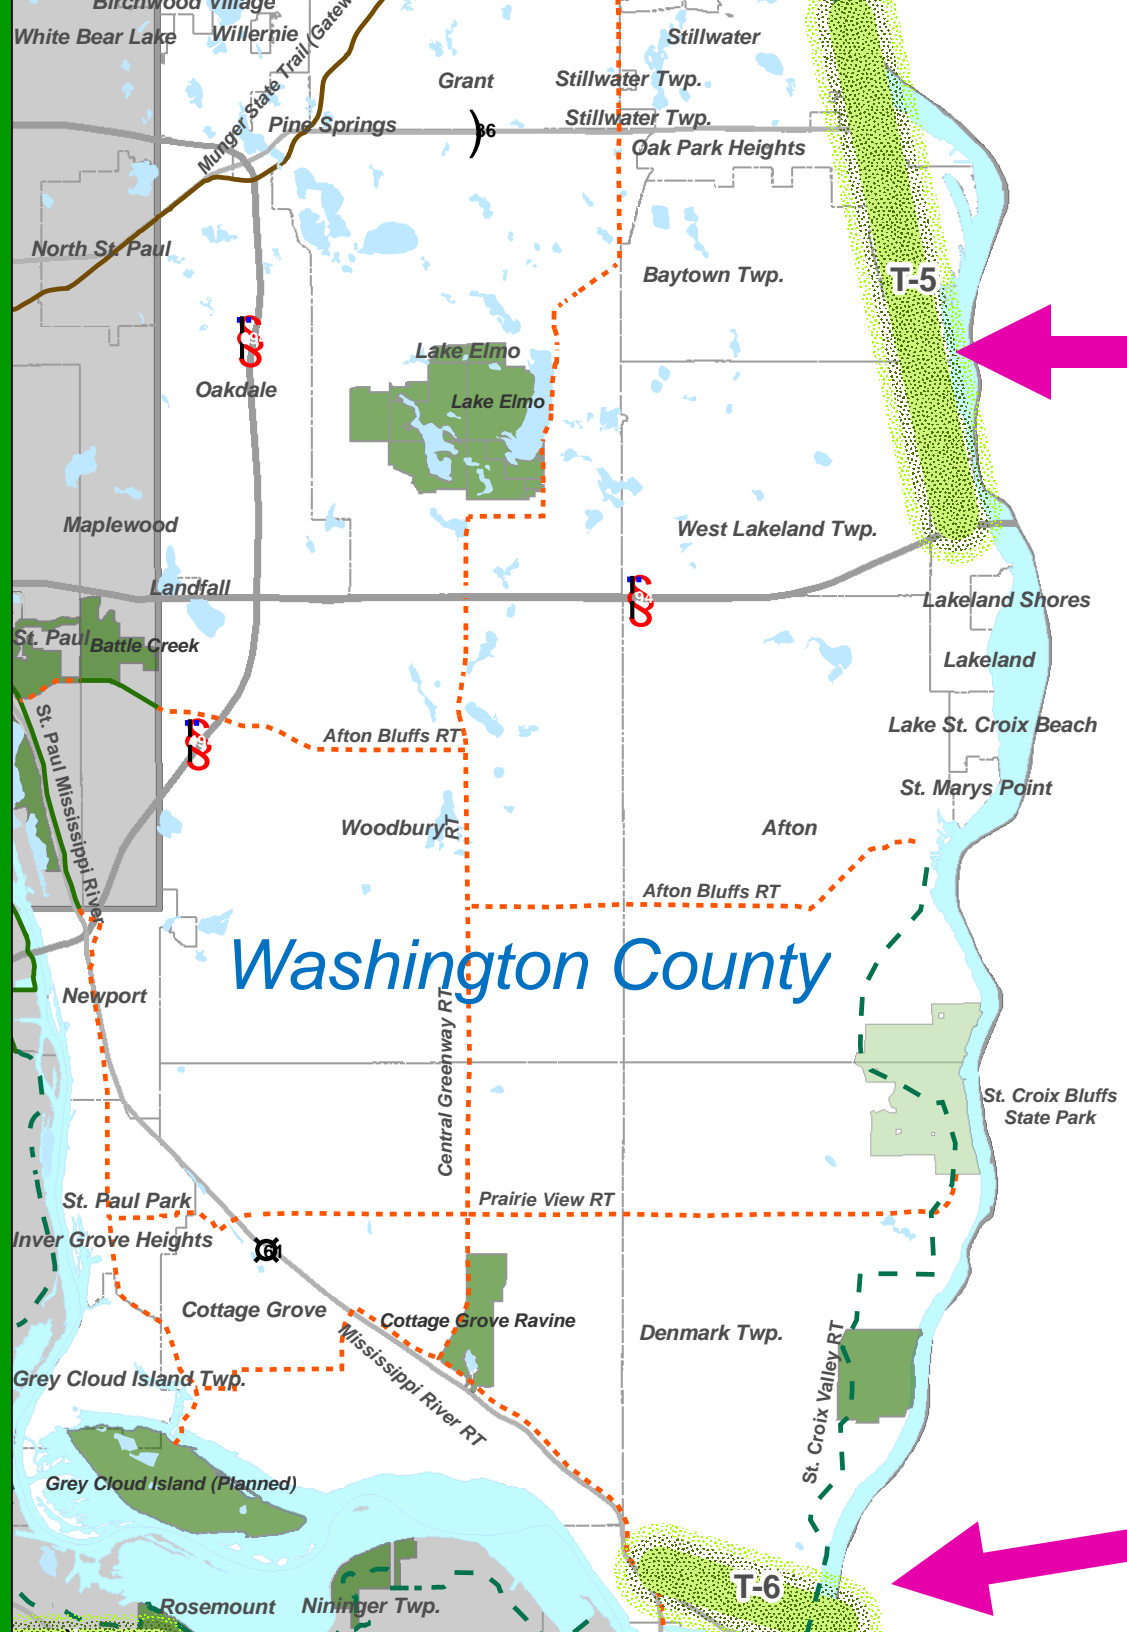 Birchwood Village
White Bear Lake
Willernie
Stillwater
Munger State Trail (Gatew
Grant
Stillwater Twp.
Stillwater Twp.
Pine Springs
36
Oak Park Heights
North St. Paul
Baytown Twp.
T-5
Lake Elmo
Oakdale
Lake Elmo
Maplewood
West Lakeland Twp.
Landfall
94
Lakeland Shores
St. Paul
Battle Creek
Lakeland
St. Paul Mississippi River
Afton Bluffs RT
Lake St. Croix Beach
St. Marys Point
Woodbury
RT
Afton
Afton Bluffs RT
Washington County
Newport
Central Greenway RT
St. Croix Bluffs
State Park
St. Paul Park
Prairie View RT
Inver Grove Heights
61
Cottage Grove
Cottage Grove Ravine
Denmark Twp.
Mississippi River RT
St. Croix Valley RT
Grey Cloud Island Twp.
Grey Cloud Island (Planned)
T-6
Rosemount
Nininger Twp.